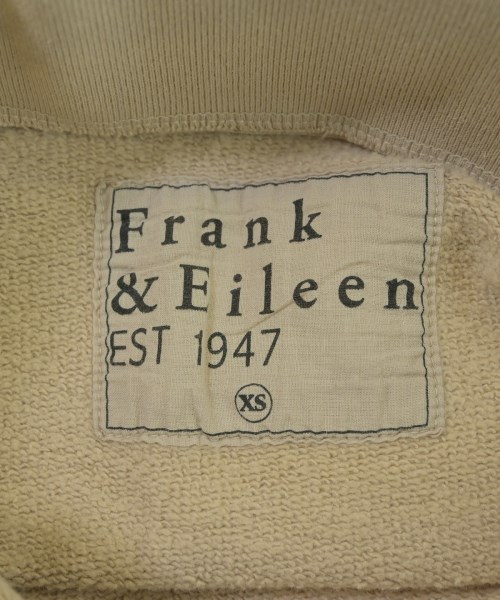 Frank
& Eileen
EST 1947
XS